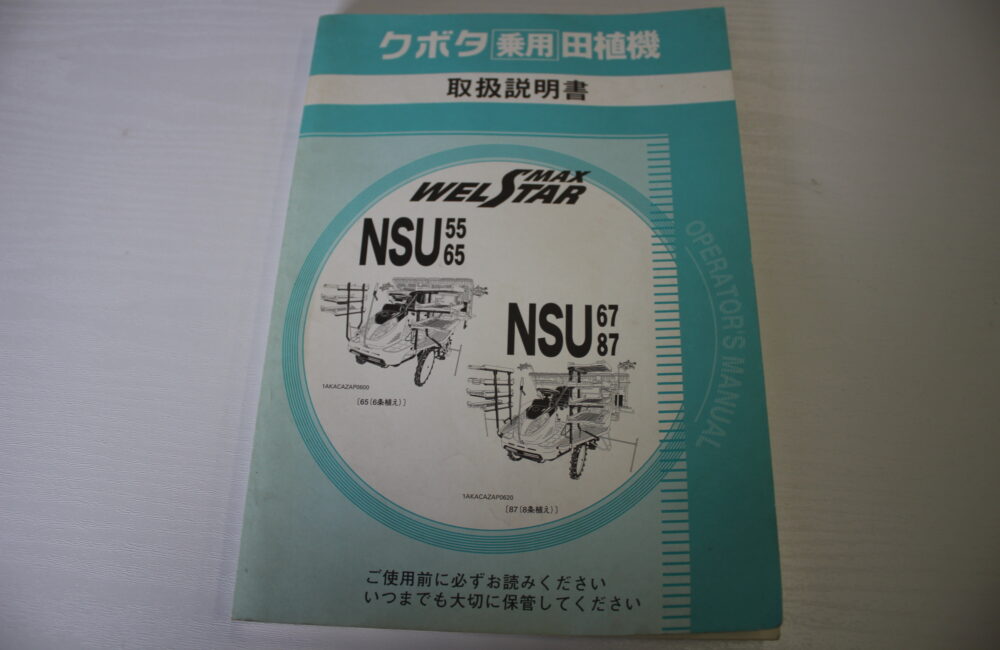 クボタ 乗用 田植機
取扱説明書
WELSTAR MAX
NSU 55 65
1AKACAZAP0600
〔65(6条植え)〕
NSU 67 87
1AKACAZAP0620
〔87(8条植え)〕
OPERATOR'S MANUAL
ご使用前に必ずお読みください
いつまでも大切に保管してください